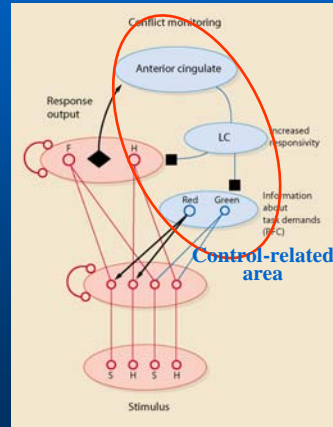 Conflict monitoring
Anterior cingulate
Response
output
LC
Increased
responsivity
F H
Red Green
Information
about
task demands
(PFC)
Control-related
area
S H S H
Stimulus